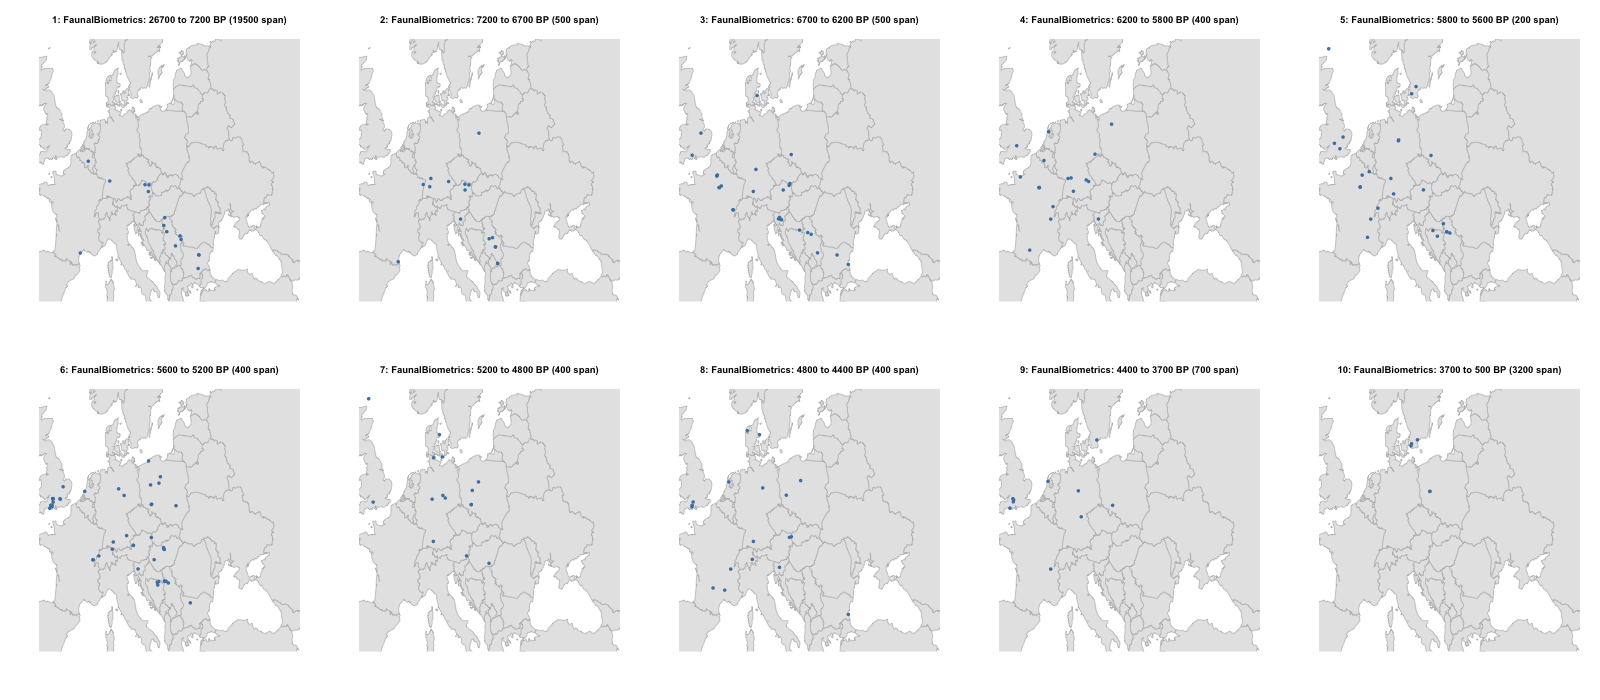 1: FaunalBiometrics: 26700 to 7200 BP (19500 span)
2: FaunalBiometrics: 7200 to 6700 BP (500 span)
3: FaunalBiometrics: 6700 to 6200 BP (500 span)
4: FaunalBiometrics: 6200 to 5800 BP (400 span)
5: FaunalBiometrics: 5800 to 5600 BP (200 span)
6: FaunalBiometrics: 5600 to 5200 BP (400 span)
7: FaunalBiometrics: 5200 to 4800 BP (400 span)
8: FaunalBiometrics: 4800 to 4400 BP (400 span)
9: FaunalBiometrics: 4400 to 3700 BP (700 span)
10: FaunalBiometrics: 3700 to 500 BP (3200 span)